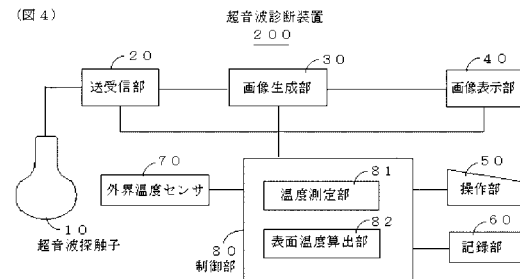 (図4)
超音波診断装置
200
20
30
40
送受信部
画像生成部
画像表示部
70
81
50
外界温度センサ
温度測定部
操作部
10
82
60
超音波探触子
80
制御部
表面温度算出部
記録部